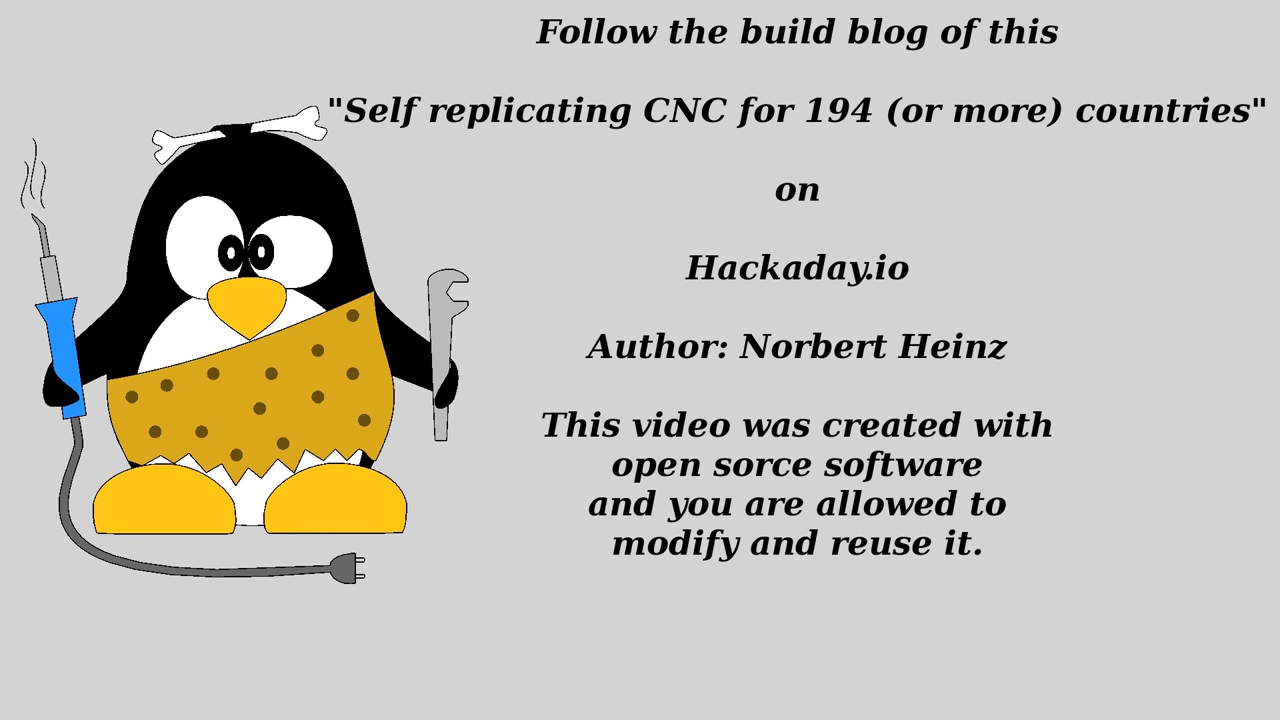 Follow the build blog of this
"Self replicating CNC for 194 (or more) countries"
on
Hackaday.io
Author: Norbert Heinz
This video was created with
open sorce software
and you are allowed to
modify and reuse it.